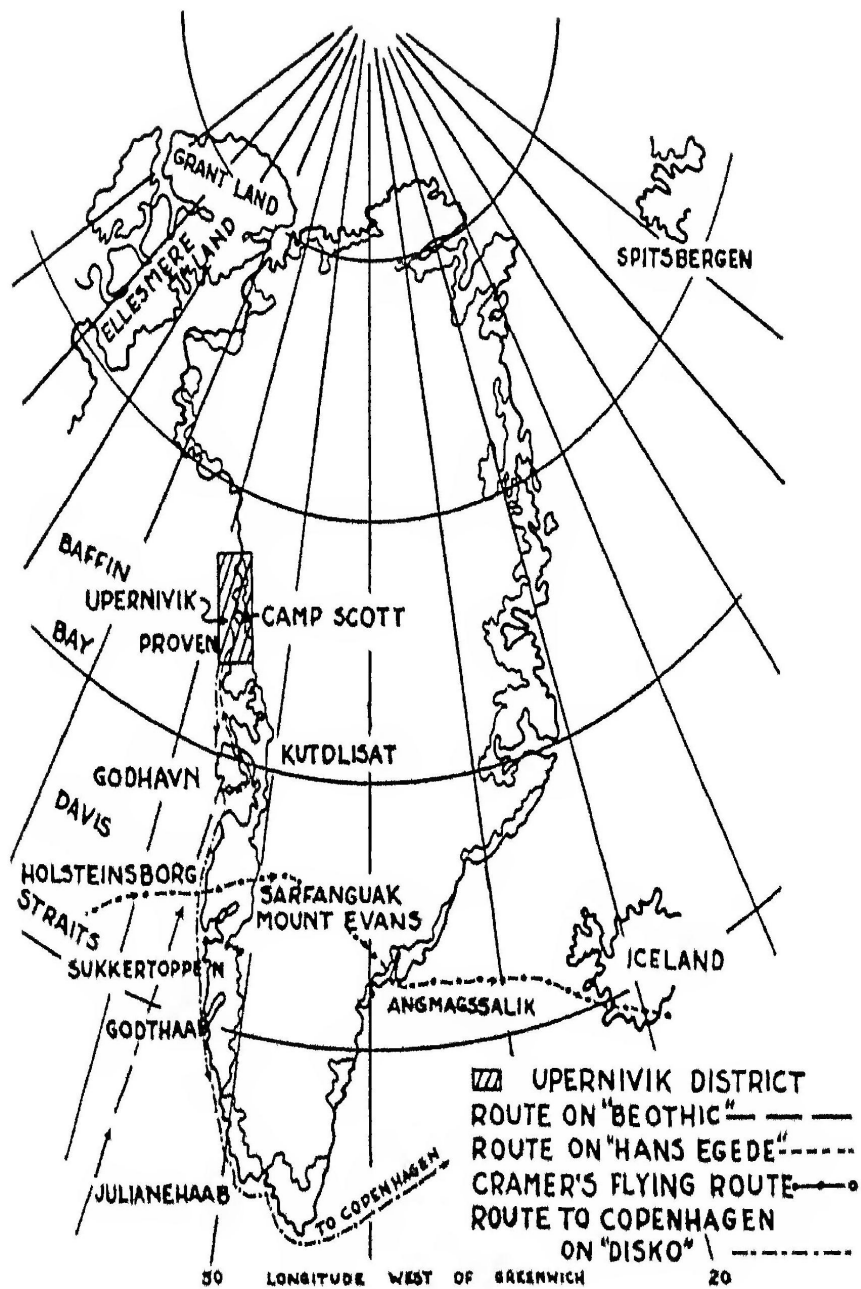 GRANT LAND
ELLESMERE
LAND
SPITSBERGEN
BAFFIN
BAY
UPERNIVIK
CAMP SCOTT
PROVEN
KUTDLISAT
GODHAVN
DAVIS
STRAITS
HOLSTEINSBORG
SARFANGUAK
MOUNT EVANS
SUKKERTOPPEN
ICELAND
ANGMAGSSALIK
GODTHAAB
JULIANEHAAB
TO COPENHAGEN
UPERNIVIK DISTRICT
ROUTE ON "BEOTHIC"
ROUTE ON "HANS EGEDE"
CRAMER'S FLYING ROUTE
ROUTE TO COPENHAGEN
ON "DISKO"
50 LONGITUDE WEST OF GREENWICH 20